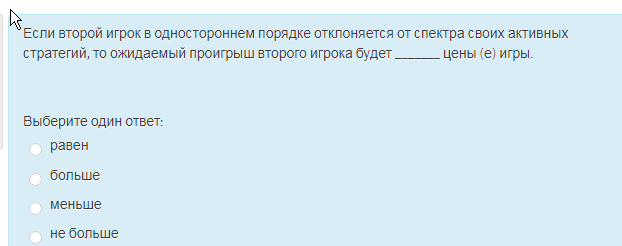 Если второй игрок в одностороннем порядке отклоняется от спектра своих активных
стратегий, то ожидаемый проигрыш второго игрока будет _______ цены (е) игры.
Выберите один ответ:
равен
больше
меньше
не больше